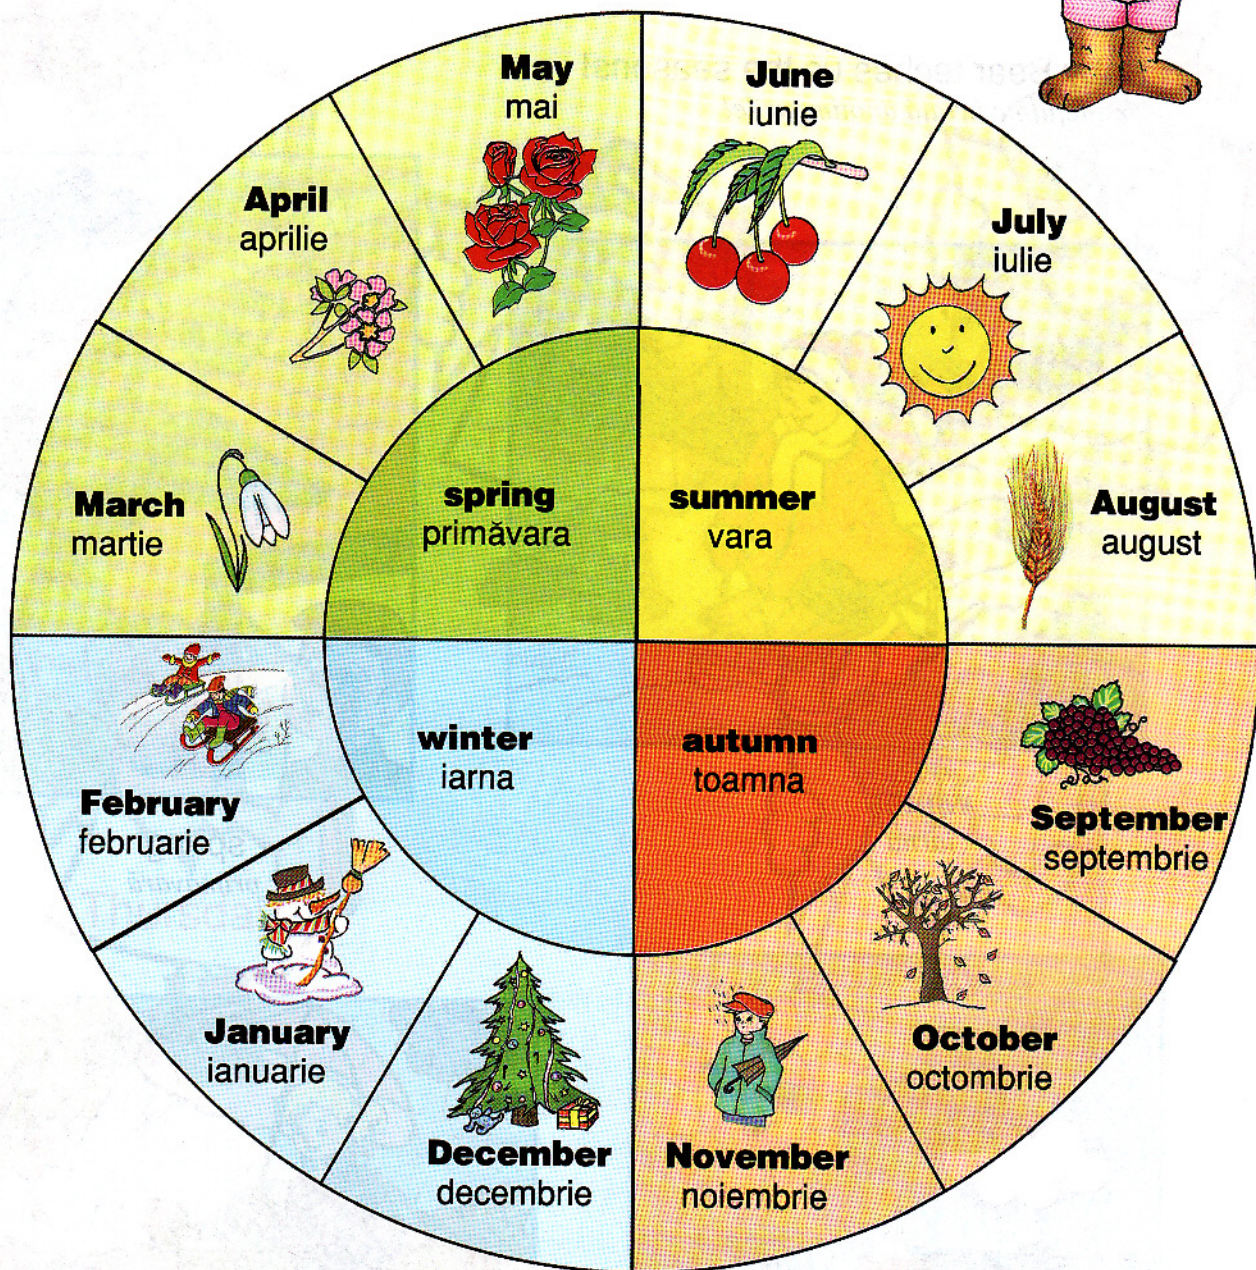 May
mai
June
iunie
April
aprilie
July
iulie
March
martie
spring
primăvara
summer
vara
August
august
February
februarie
winter
iarna
autumn
toamna
September
septembrie
January
ianuarie
October
octombrie
December
decembrie
November
noiembrie